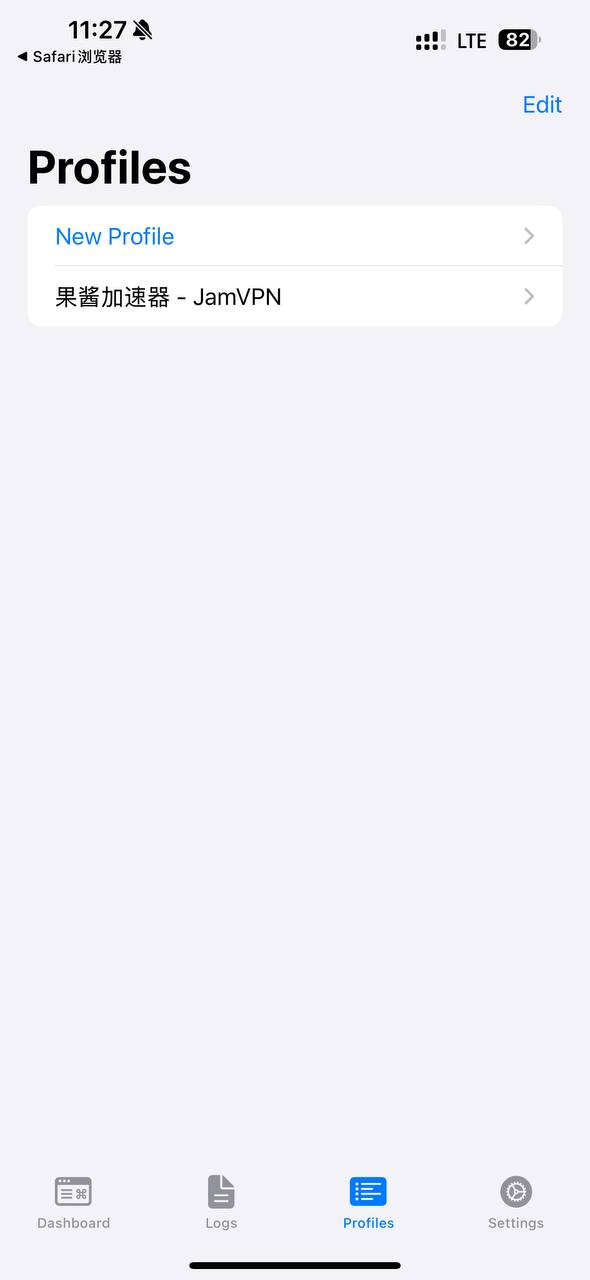 11:27
LTE
82
Safari浏览器
Edit
Profiles
New Profile
果酱加速器 - JamVPN
Dashboard
Logs
Profiles
Settings